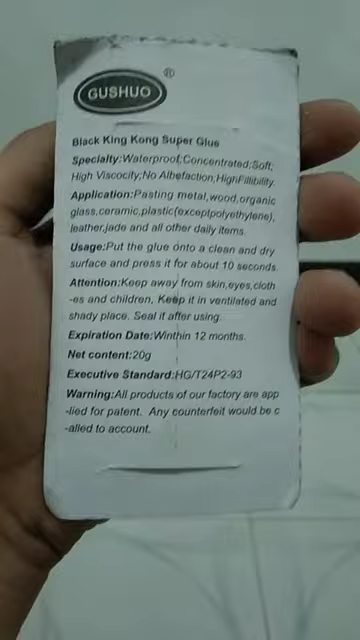 GUSHUO ®
Black King Kong Super Glue
Specialty:Waterproof;Concentrated;Soft;
High Viscocity;No Albefaction;HighFillibility.
Application:Pasting metal,wood,organic
glass,ceramic,plastic(exceptpolyethylene),
leather,jade and all other daily items.
Usage:Put the glue onto a clean and dry
surface and press it for about 10 seconds.
Attention:Keep away from skin,eyes,cloth
-es and children. Keep it in ventilated and
shady place. Seal it after using.
Expiration Date:Winthin 12 months.
Net content:20g
Executive Standard:HG/T24P2-93
Warning:All products of our factory are app
-lied for patent. Any counterfeit would be c
-alled to account.